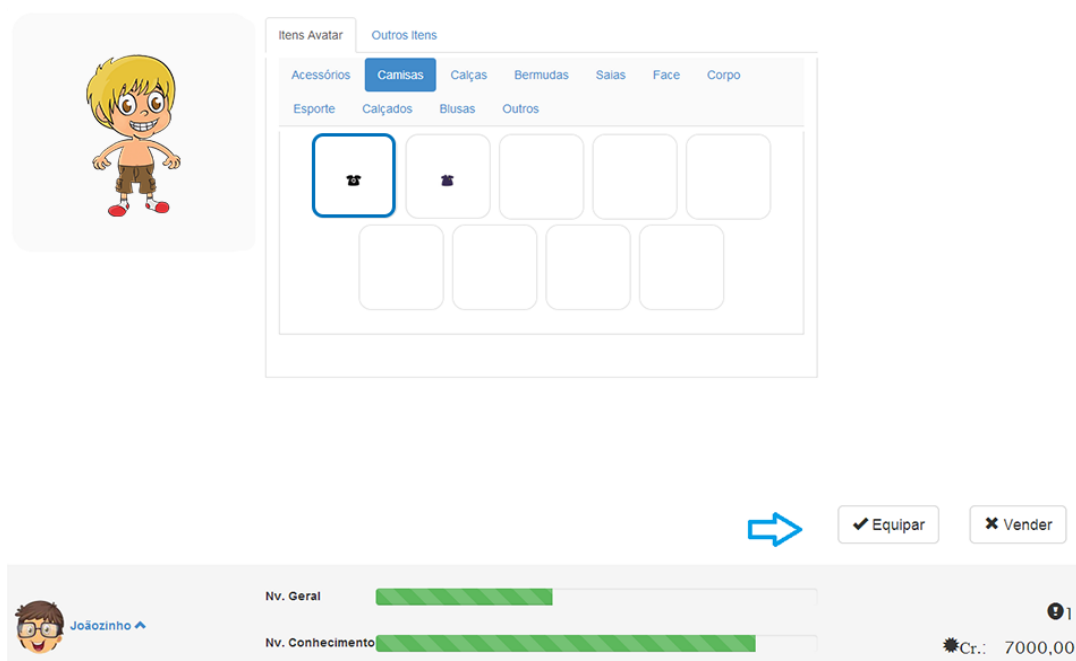 Itens Avatar Outros Itens
Acessórios Camisas Calças Bermudas Saias Face Corpo
Esporte Calçados Blusas Outros
Equipar Vender
Nv. Geral
Joãozinho
1
Nv. Conhecimento
Cr.: 7000,00